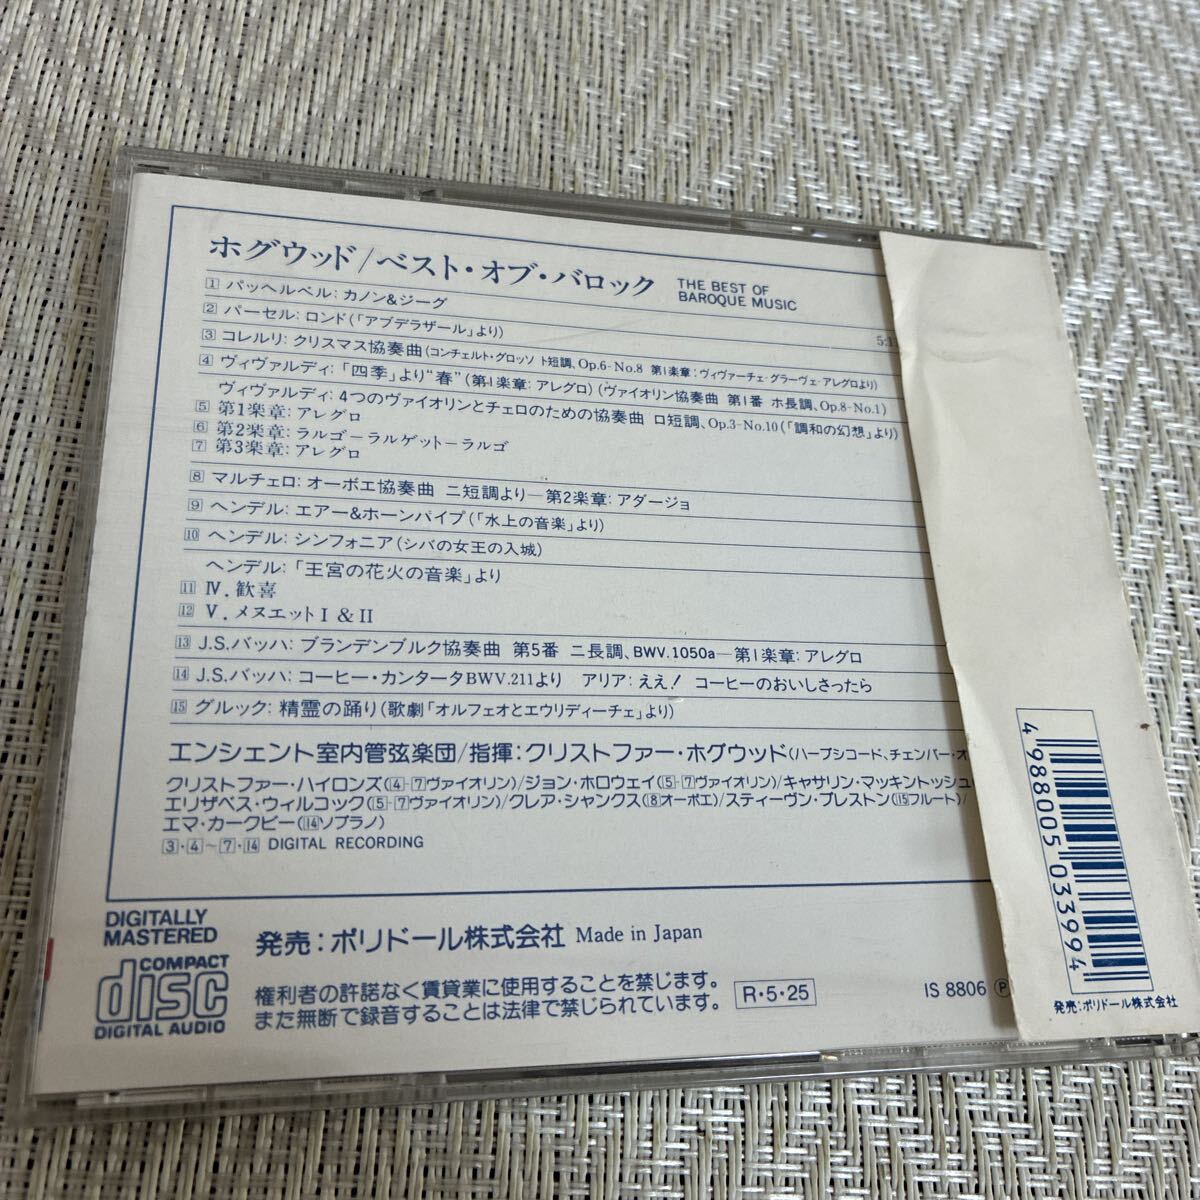 ホグウッド/ベスト・オブ・バロック THE BEST OF BAROQUE MUSIC
1 パッヘルベル: カノン&ジーグ
2 パーセル: ロンド(「アブデラザール」より)
3 コレルリ: クリスマス協奏曲(コンチェルト・グロッソ ト短調、Op.6-No.8 第1楽章: ヴィヴァーチェ-グラーヴェ-アレグロより)
4 ヴィヴァルディ: 「四季」より“春”(第1楽章: アレグロ)(ヴァイオリン協奏曲 第1番 ホ長調、Op.8-No.1)
ヴィヴァルディ: 4つのヴァイオリンとチェロのための協奏曲 ロ短調、Op.3-No.10(「調和の幻想」より)
5 第1楽章: アレグロ
6 第2楽章: ラルゴ―ラルゲット―ラルゴ
7 第3楽章: アレグロ
8 マルチェロ: オーボエ協奏曲 ニ短調より―第2楽章: アダージョ
9 ヘンデル: エアー&ホーンパイプ(「水上の音楽」より)
10 ヘンデル: シンフォニア(シバの女王の入城)
ヘンデル: 「王宮の花火の音楽」より
11 IV. 歓喜
12 V. メヌエット I & II
13 J.S.バッハ: ブランデンブルク協奏曲 第5番 ニ長調、BWV.1050a―第1楽章: アレグロ
14 J.S.バッハ: コーヒー・カンタータBWV.211より アリア: ええ! コーヒーのおいしさったら
15 グルック: 精霊の踊り(歌劇「オルフェオとエウリディーチェ」より)
エンシェント室内管弦楽団/指揮: クリストファー・ホグウッド(ハープシコード、チェンバー・オ
クリストファー・ハイロンズ(4-7ヴァイオリン)/ジョン・ホロウェイ(5-7ヴァイオリン)/キャサリン・マッキントッシュ
エリザベス・ウィルコック(5-7ヴァイオリン)/クレア・シャンクス(8オーボエ)/スティーヴン・プレストン(15フルート)/
エマ・カークビー(14ソプラノ)
3・4~7・14 DIGITAL RECORDING
DIGITALLY MASTERED
COMPACT disc DIGITAL AUDIO
発売: ポリドール株式会社 Made in Japan
権利者の許諾なく賃貸業に使用することを禁じます。
また無断で録音することは法律で禁じられています。
R・5・25
IS 8806 Ⓟ
4 988005 033994
発売: ポリドール株式会社